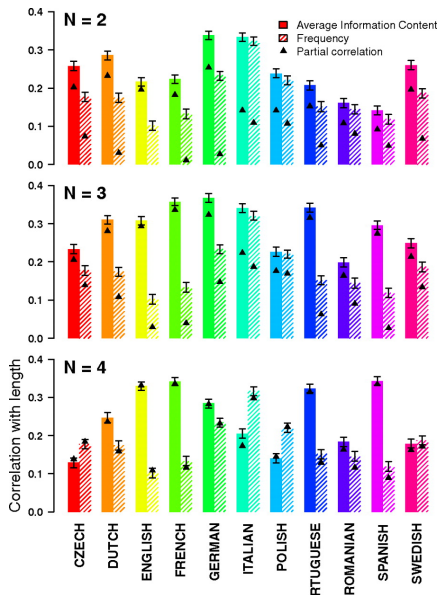 N = 2
Average Information Content
Frequency
Partial correlation
0.4
0.3
0.2
0.1
0.0
N = 3
0.4
0.3
0.2
0.1
0.0
N = 4
0.4
0.3
0.2
0.1
0.0
Correlation with length
CZECH
DUTCH
ENGLISH
FRENCH
GERMAN
ITALIAN
POLISH
RTUGUESE
ROMANIAN
SPANISH
SWEDISH